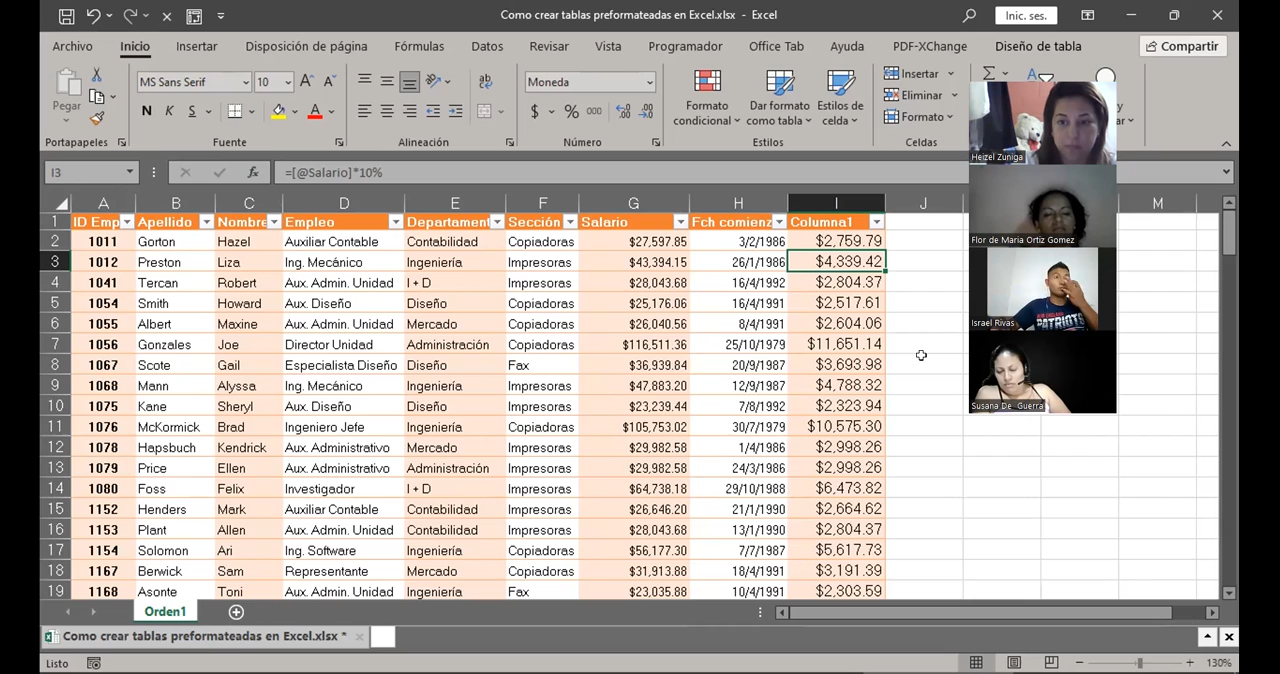 Como crear tablas preformateadas en Excel.xlsx - Excel
Inic. ses.
Archivo Inicio Insertar Disposición de página Fórmulas Datos Revisar Vista Programador Office Tab Ayuda PDF-XChange Diseño de tabla Compartir
Pegar
MS Sans Serif 10
N K S
ab
Moneda
$ % 000
Formato condicional
Dar formato como tabla
Estilos de celda
Insertar
Eliminar
Formato
Portapapeles Fuente Alineación Número Estilos Celdas
I3 fx =[@Salario]*10%
A B C D E F G H I J M
1 ID Emp Apellido Nombre Empleo Departament Sección Salario Fch comienz Columna1
2 1011 Gorton Hazel Auxiliar Contable Contabilidad Copiadoras $27,597.85 3/2/1986 $2,759.79
3 1012 Preston Liza Ing. Mecánico Ingeniería Impresoras $43,394.15 26/1/1986 $4,339.42
4 1041 Tercan Robert Aux. Admin. Unidad I + D Impresoras $28,043.68 16/4/1992 $2,804.37
5 1054 Smith Howard Aux. Diseño Diseño Copiadoras $25,176.06 16/4/1991 $2,517.61
6 1055 Albert Maxine Aux. Admin. Unidad Mercado Copiadoras $26,040.56 8/4/1991 $2,604.06
7 1056 Gonzales Joe Director Unidad Administración Copiadoras $116,511.36 25/10/1979 $11,651.14
8 1067 Scote Gail Especialista Diseño Diseño Fax $36,939.84 20/9/1987 $3,693.98
9 1068 Mann Alyssa Ing. Mecánico Ingeniería Impresoras $47,883.20 12/9/1987 $4,788.32
10 1075 Kane Sheryl Aux. Diseño Diseño Impresoras $23,239.44 7/8/1992 $2,323.94
11 1076 McKormick Brad Ingeniero Jefe Ingeniería Impresoras $105,753.02 30/7/1979 $10,575.30
12 1078 Hapsbuch Kendrick Aux. Administrativo Mercado Impresoras $29,982.58 1/4/1986 $2,998.26
13 1079 Price Ellen Aux. Administrativo Administración Impresoras $29,982.58 24/3/1986 $2,998.26
14 1080 Foss Felix Investigador I + D Impresoras $64,738.18 29/10/1988 $6,473.82
15 1152 Henders Mark Auxiliar Contable Contabilidad Impresoras $26,646.20 21/1/1990 $2,664.62
16 1153 Plant Allen Aux. Admin. Unidad Contabilidad Impresoras $28,043.68 13/1/1990 $2,804.37
17 1154 Solomon Ari Ing. Software Ingeniería Copiadoras $56,177.30 7/7/1987 $5,617.73
18 1167 Berwick Sam Representante Mercado Copiadoras $31,913.88 18/4/1991 $3,191.39
19 1168 Asonte Toni Ingeniería Fax $23,035.88 10/4/1991 $2,303.59
Heizel Zuniga
Flor de Maria Ortiz Gomez
Israel Rivas
PATRIOTS
Susana De Guerra
Orden1
Como crear tablas preformateadas en Excel.xlsx *
Listo
130%